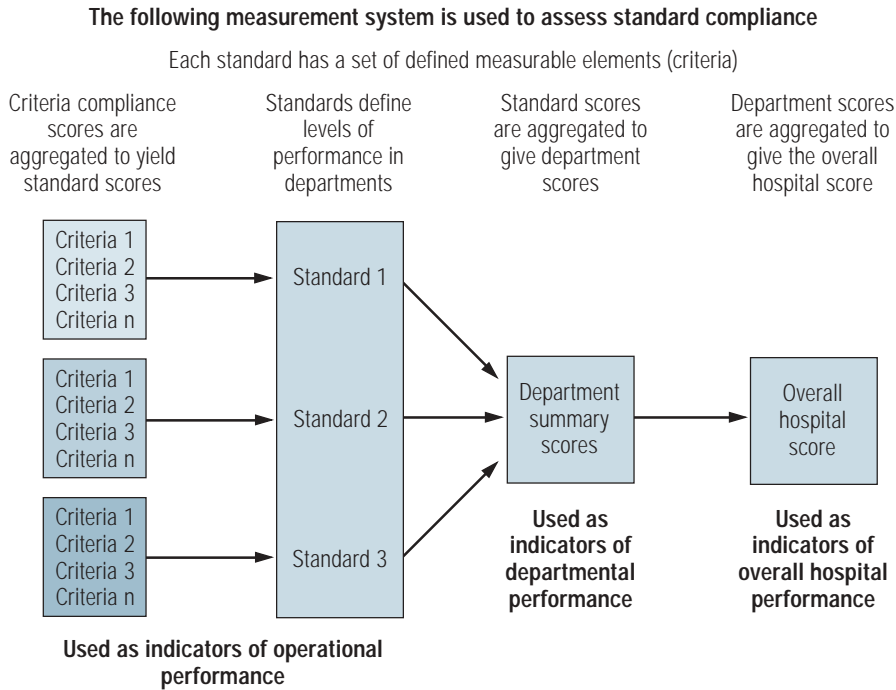 The following measurement system is used to assess standard compliance
Each standard has a set of defined measurable elements (criteria)
Criteria compliance
scores are
aggregated to yield
standard scores
Standards define
levels of
performance in
departments
Standard scores
are aggregated to
give department
scores
Department scores
are aggregated to
give the overall
hospital score
Criteria 1
Criteria 2
Criteria 3
Criteria n
Criteria 1
Criteria 2
Criteria 3
Criteria n
Criteria 1
Criteria 2
Criteria 3
Criteria n
Standard 1
Standard 2
Standard 3
Used as indicators of operational
performance
Department
summary
scores
Used as
indicators of
departmental
performance
Overall
hospital
score
Used as
indicators of
overall hospital
performance